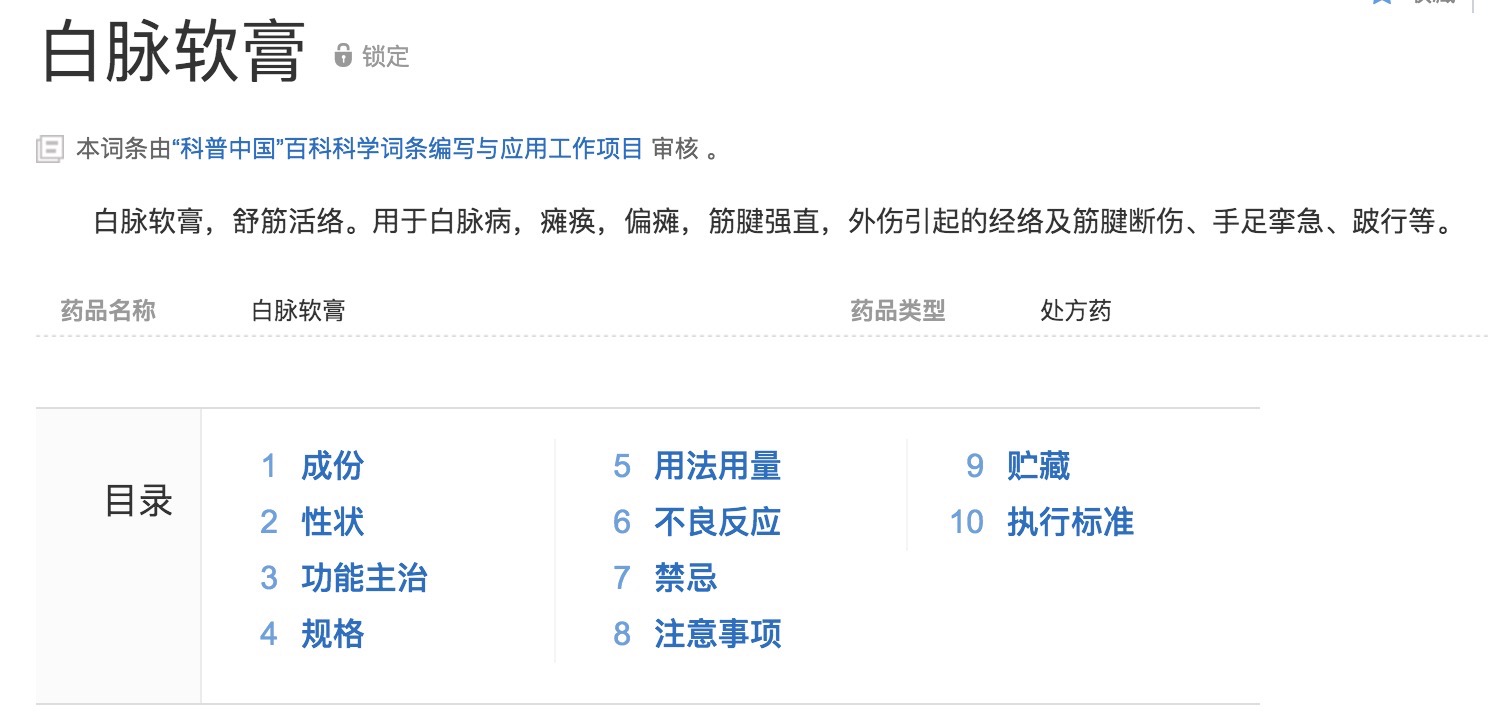 白脉软膏 锁定
本词条由“科普中国”百科科学词条编写与应用工作项目 审核 。
白脉软膏，舒筋活络。用于白脉病，瘫痪，偏瘫，筋腱强直，外伤引起的经络及筋腱断伤、手足挛急、跛行等。
药品名称 白脉软膏 药品类型 处方药
目录
1 成份
2 性状
3 功能主治
4 规格
5 用法用量
6 不良反应
7 禁忌
8 注意事项
9 贮藏
10 执行标准